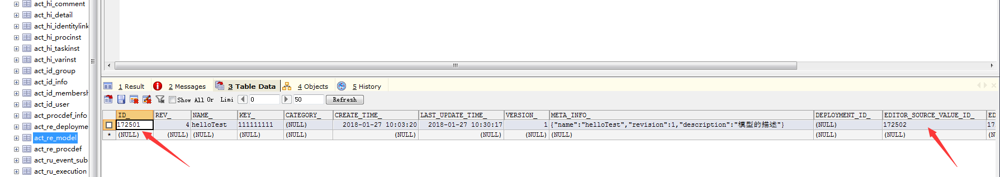 act_hi_comment
act_hi_detail
act_hi_identitylink
act_hi_procinst
act_hi_taskinst
act_hi_varinst
act_id_group
act_id_info
act_id_membersh
act_id_user
act_procdef_info
act_re_deployme
act_re_model
act_re_procdef
act_ru_event_sub
act_ru_execution
1 Result 2 Messages 3 Table Data 4 Objects 5 History
Show All Or Limi 0 50 Refresh
ID_ REV_ NAME_ KEY_ CATEGORY_ CREATE_TIME_ LAST_UPDATE_TIME_ VERSION_ META_INFO_ DEPLOYMENT_ID_ EDITOR_SOURCE_VALUE_ID_ ED
172501 4 helloTest 111111111 (NULL) 2018-01-27 10:03:20 2018-01-27 10:30:17 1 {"name":"helloTest","revision":1,"description":"模型的描述"} (NULL) 172502 17
* (NULL) (NULL) (NULL) (NULL) (NULL) (NULL) (NULL) (NULL) (NULL) (NULL) (NULL)